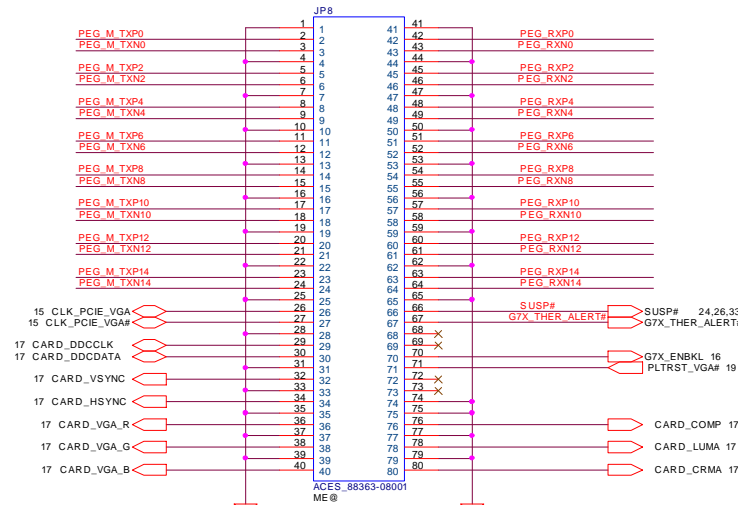 JP8
1 1 41 41
PEG_M_TXP0 2 2 42 42 PEG_RXP0
PEG_M_TXN0 3 3 43 43 PEG_RXN0
4 4 44 44
PEG_M_TXP2 5 5 45 45 PEG_RXP2
PEG_M_TXN2 6 6 46 46 PEG_RXN2
7 7 47 47
PEG_M_TXP4 8 8 48 48 PEG_RXP4
PEG_M_TXN4 9 9 49 49 PEG_RXN4
10 10 50 50
PEG_M_TXP6 11 11 51 51 PEG_RXP6
PEG_M_TXN6 12 12 52 52 PEG_RXN6
13 13 53 53
PEG_M_TXP8 14 14 54 54 PEG_RXP8
PEG_M_TXN8 15 15 55 55 PEG_RXN8
16 16 56 56
PEG_M_TXP10 17 17 57 57 PEG_RXP10
PEG_M_TXN10 18 18 58 58 PEG_RXN10
19 19 59 59
PEG_M_TXP12 20 20 60 60 PEG_RXP12
PEG_M_TXN12 21 21 61 61 PEG_RXN12
22 22 62 62
PEG_M_TXP14 23 23 63 63 PEG_RXP14
PEG_M_TXN14 24 24 64 64 PEG_RXN14
25 25 65 65
15 CLK_PCIE_VGA 26 26 66 66 SUSP# SUSP# 24,26,33
15 CLK_PCIE_VGA# 27 27 67 67 G7X_THER_ALERT# G7X_THER_ALERT#
28 28 68 68
17 CARD_DDCCLK 29 29 69 69
17 CARD_DDCDATA 30 30 70 70 G7X_ENBKL 16
31 31 71 71 PLTRST_VGA# 19
17 CARD_VSYNC 32 32 72 72
33 33 73 73
17 CARD_HSYNC 34 34 74 74
35 35 75 75
17 CARD_VGA_R 36 36 76 76 CARD_COMP 17
37 37 77 77
17 CARD_VGA_G 38 38 78 78 CARD_LUMA 17
39 39 79 79
17 CARD_VGA_B 40 40 80 80 CARD_CRMA 17
ACES_88363-08001
ME@